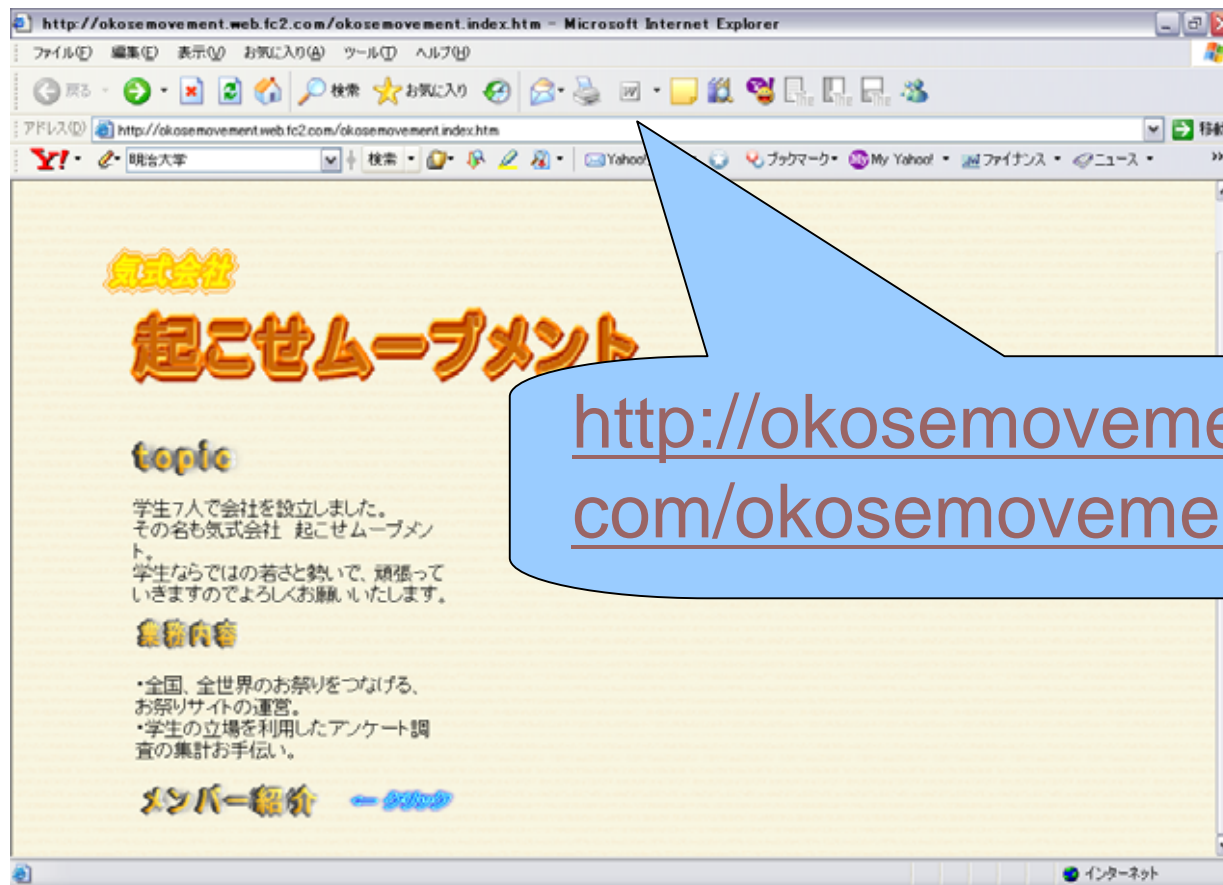 http://okosemovement.web.fc2.com/okosemovement.index.htm - Microsoft Internet Explorer
ファイル(F) 編集(E) 表示(V) お気に入り(A) ツール(T) ヘルプ(H)
戻る 検索 お気に入り
アドレス(D) http://okosemovement.web.fc2.com/okosemovement.index.htm 移動
Y! 明治大学 検索 Yahoo! ブックマーク My Yahoo! ファイナンス ニュース
気式会社
起こせムーブメント
http://okosemoveme
com/okosemoveme
topic
学生7人で会社を設立しました。
その名も気式会社 起こせムーブメン
ト。
学生ならではの若さと勢いで、頑張って
いきますのでよろしくお願いいたします。
業務内容
・全国、全世界のお祭りをつなげる、
お祭りサイトの運営。
・学生の立場を利用したアンケート調
査の集計お手伝い。
メンバー紹介 ← クリック
インターネット